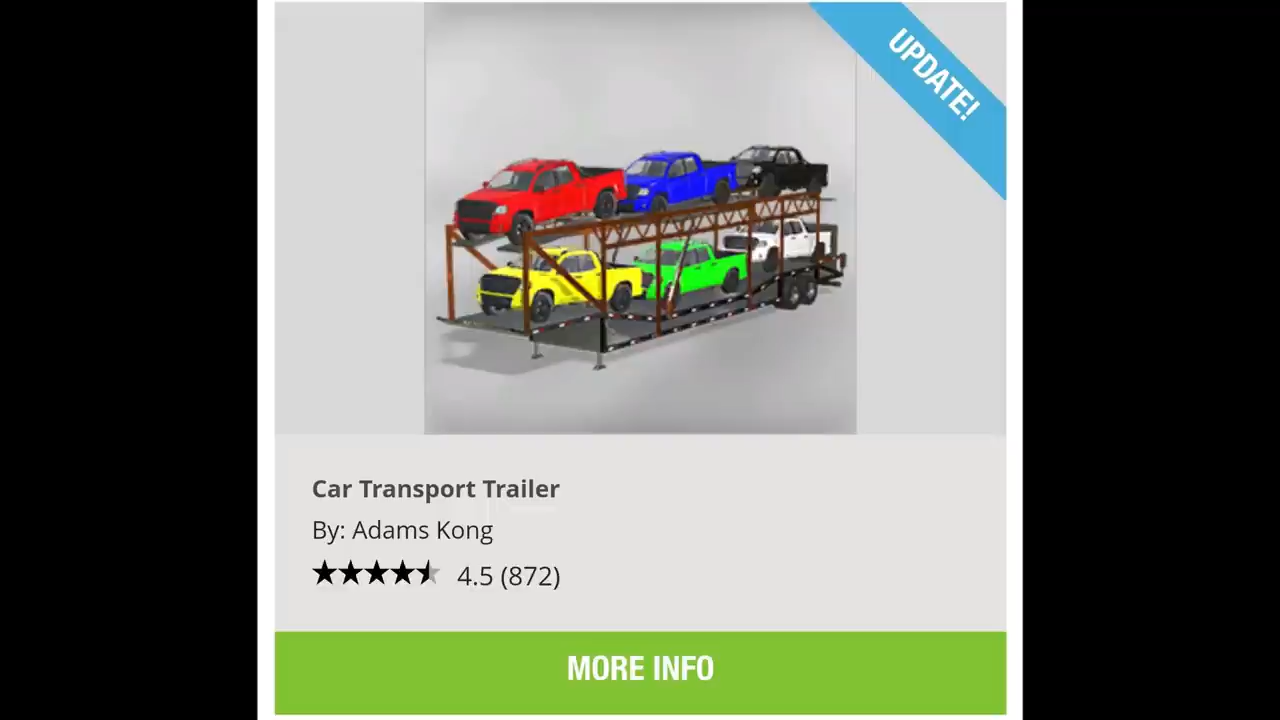 UPDATE!
Car Transport Trailer
By: Adams Kong
4.5 (872)
MORE INFO